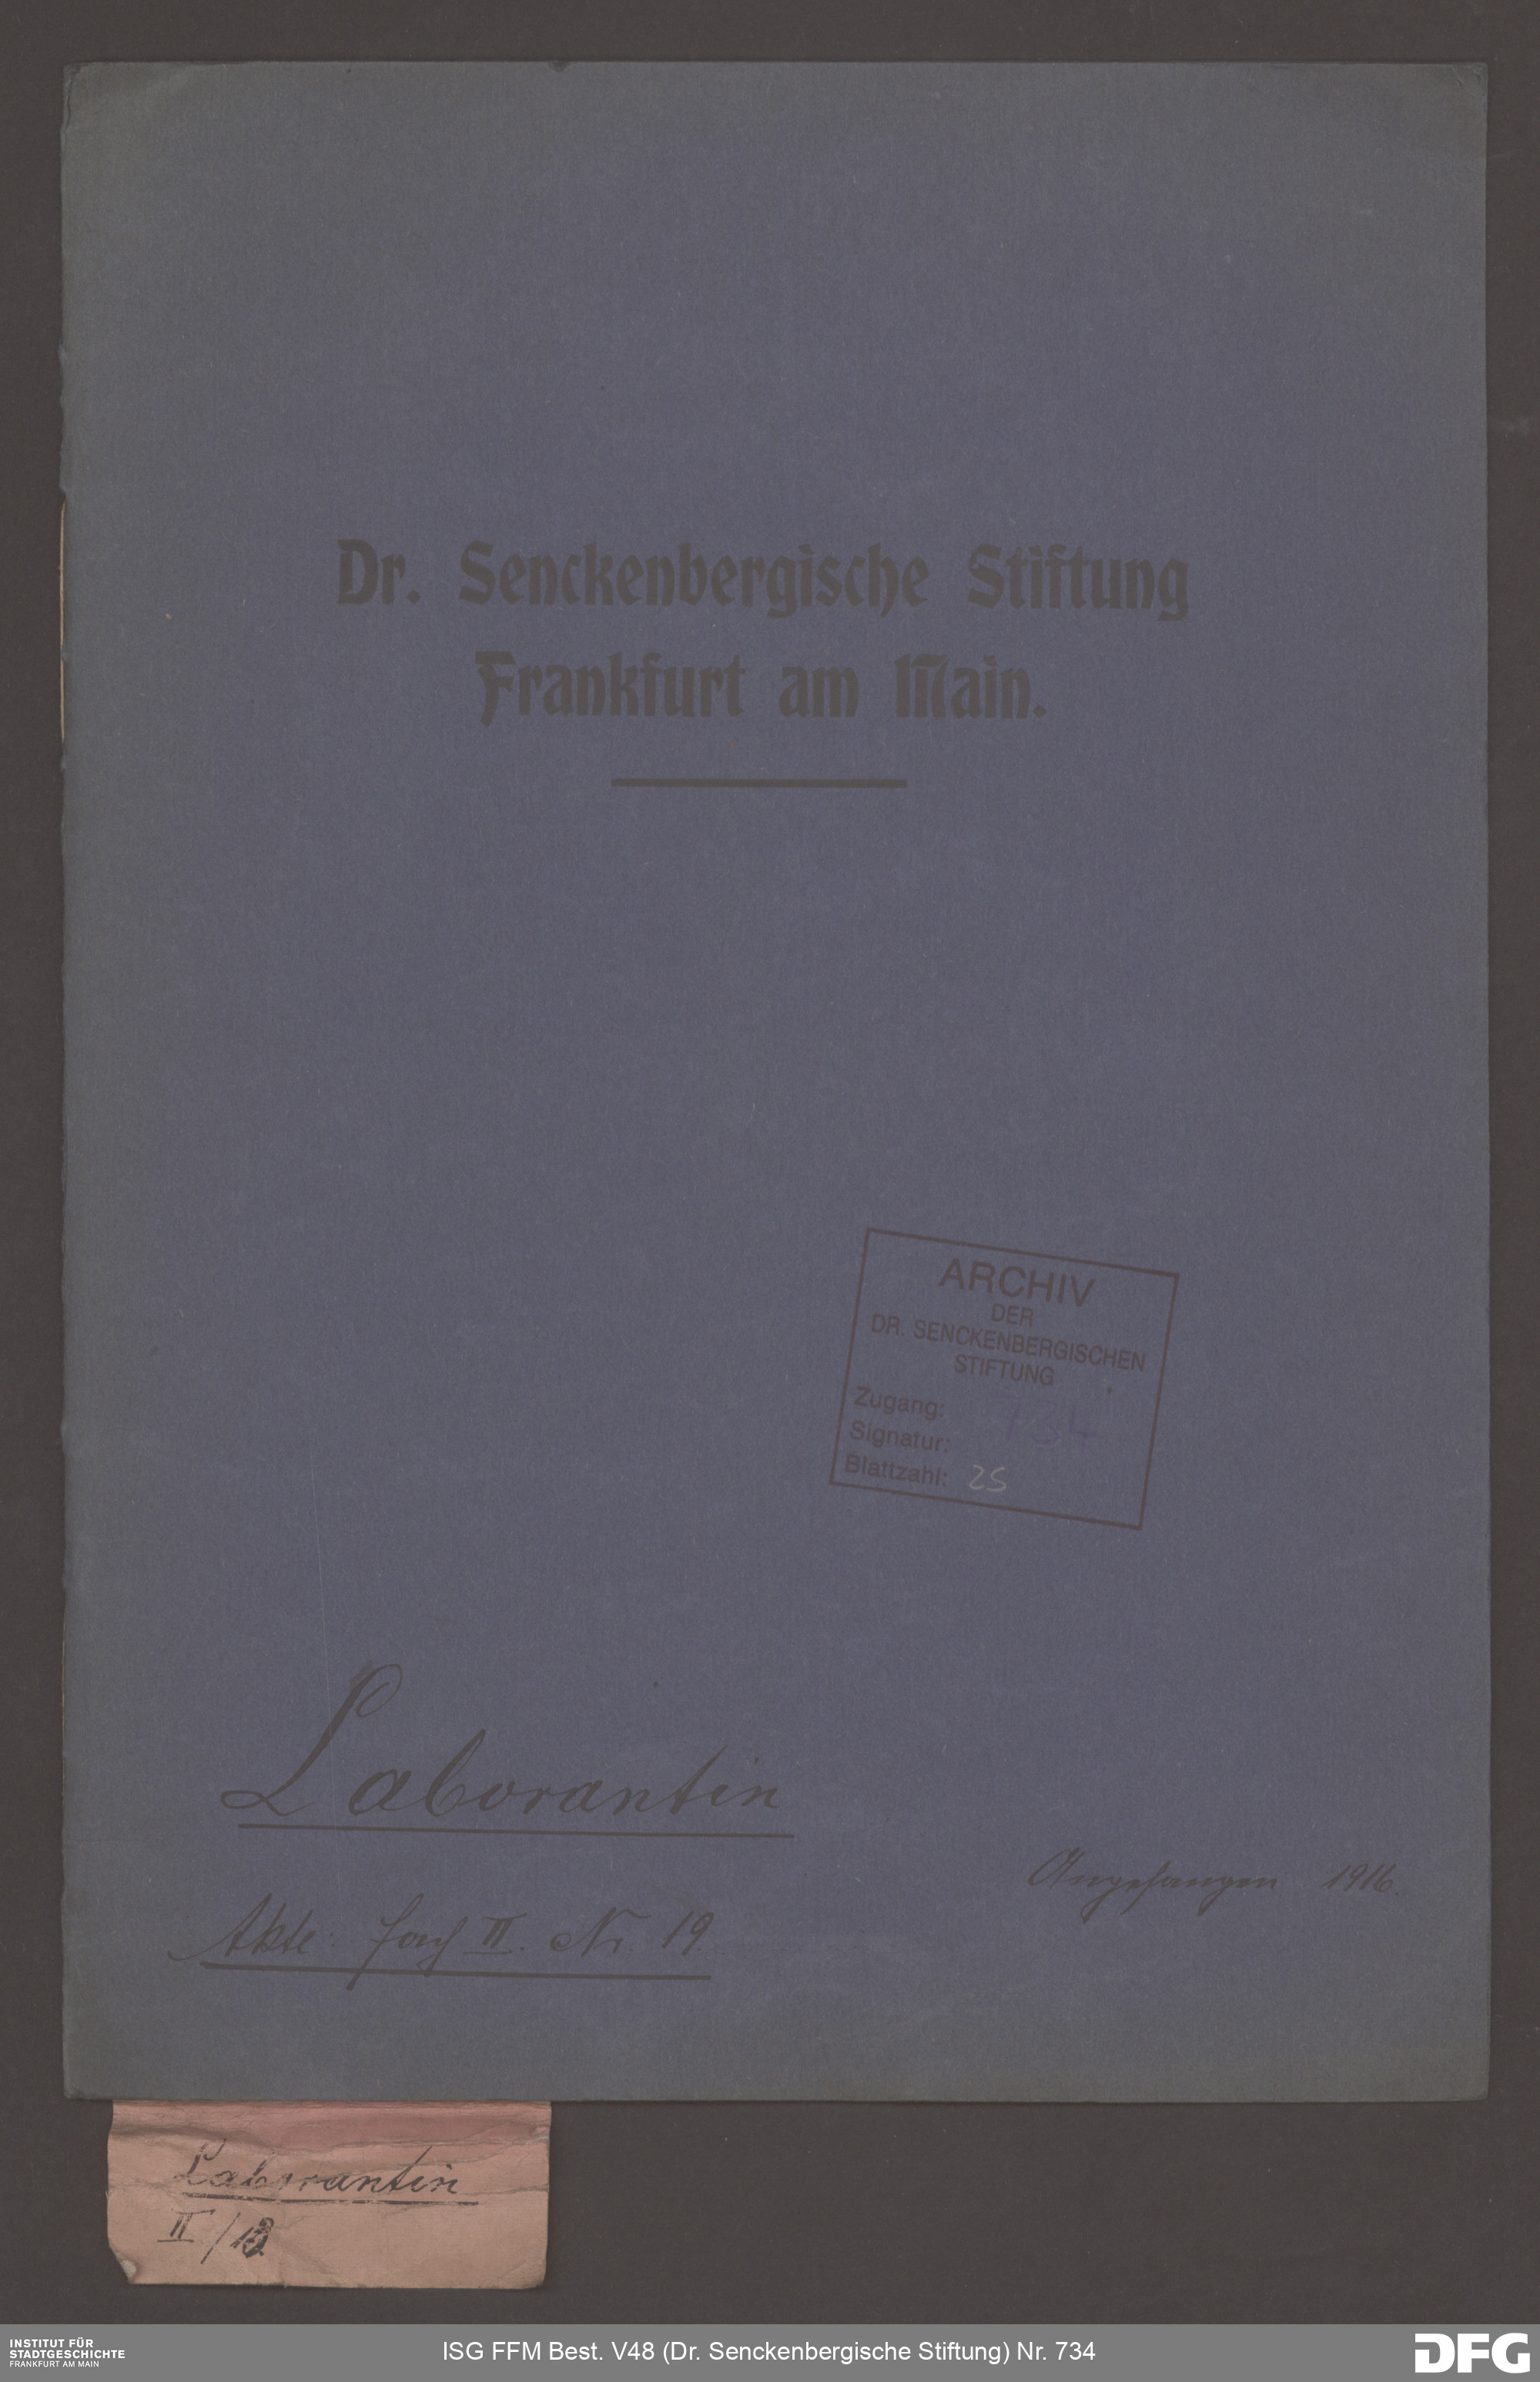 Dr. Senckenbergische Stiftung
Frankfurt am Main.
ARCHIV
DER
DR. SENCKENBERGISCHEN
STIFTUNG
Zugang:
Signatur: 734
Blattzahl: 25
Laborantin
Angefangen 1916.
Akte: Fach II. Nr. 19.
Laborantin
II/
INSTITUT FÜR
STADTGESCHICHTE
FRANKFURT AM MAIN
ISG FFM Best. V48 (Dr. Senckenbergische Stiftung) Nr. 734
DFG